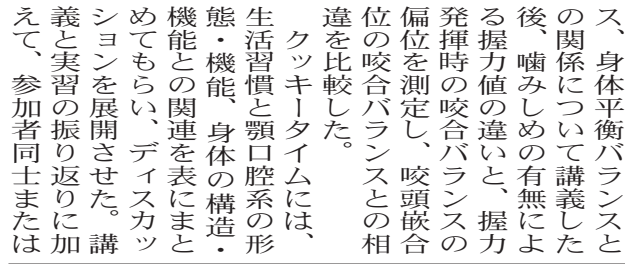 ス、身体平衡バランスと
の関係について講義した
後、噛みしめの有無によ
る握力値の違いと、握力
発揮時の咬合バランスの
偏位を測定し、咬頭嵌合
位の咬合バランスとの相
違を比較した。
クッキータイムには、
生活習慣と顎口腔系の形
態・機能、身体の構造・
機能との関連を表にまと
めてもらい、ディスカッ
ションを展開させた。講
義と実習の振り返りに加
えて、参加者同士または